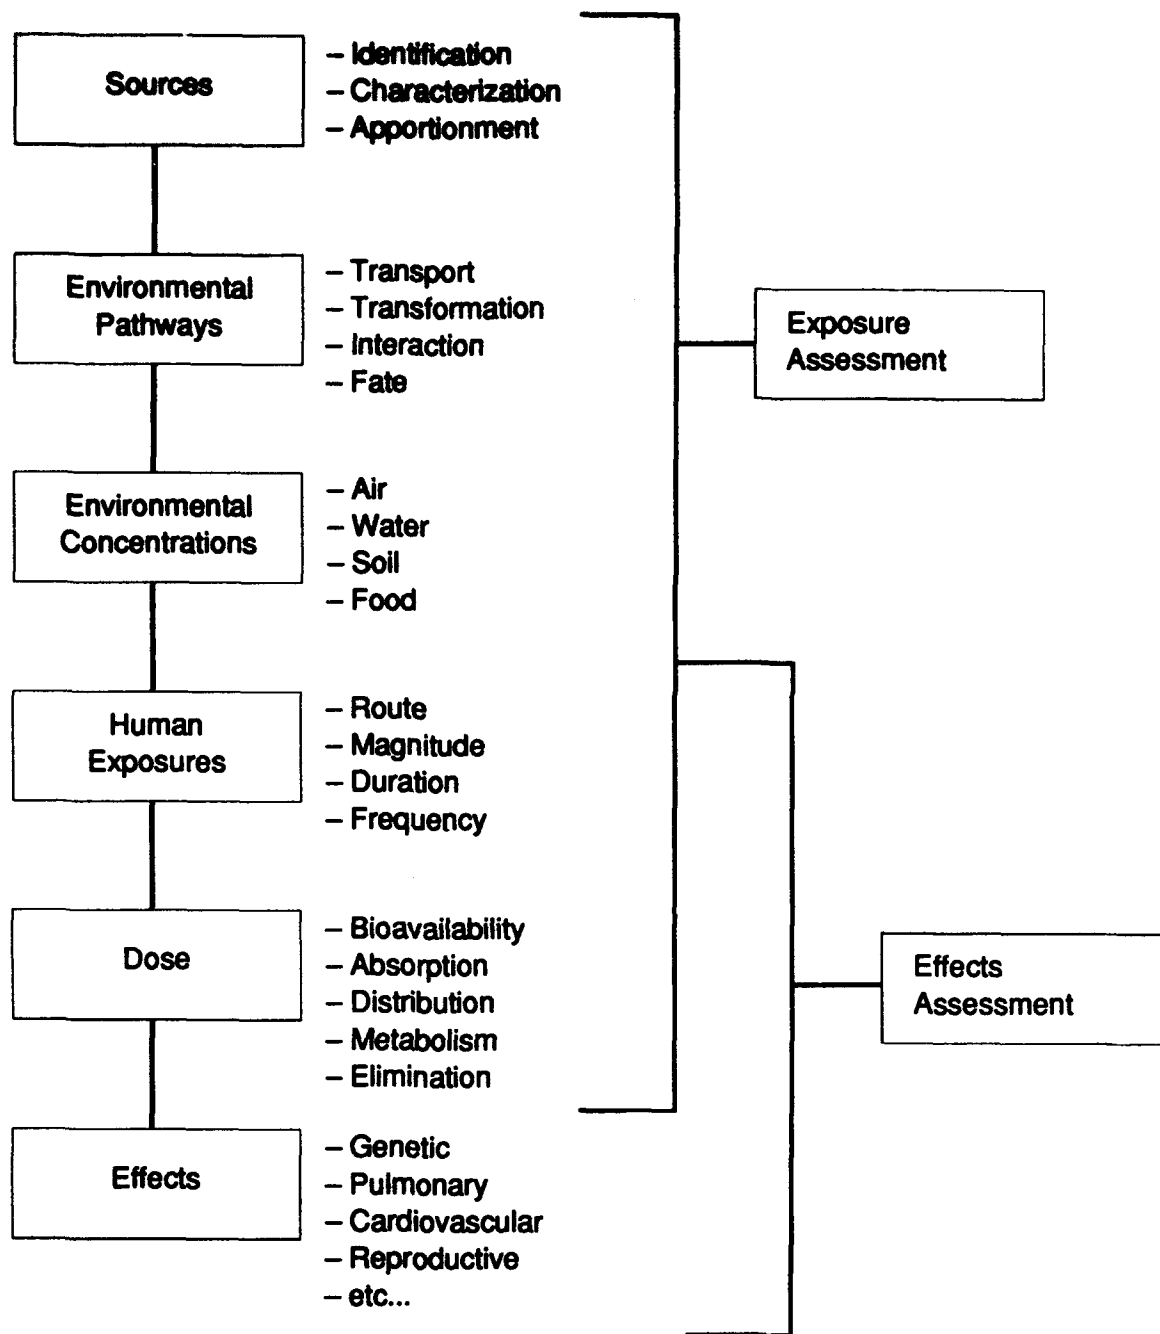 Sources
– Identification
– Characterization
– Apportionment
Environmental
Pathways
– Transport
– Transformation
– Interaction
– Fate
Exposure
Assessment
Environmental
Concentrations
– Air
– Water
– Soil
– Food
Human
Exposures
– Route
– Magnitude
– Duration
– Frequency
Dose
– Bioavailability
– Absorption
– Distribution
– Metabolism
– Elimination
Effects
Assessment
Effects
– Genetic
– Pulmonary
– Cardiovascular
– Reproductive
– etc...